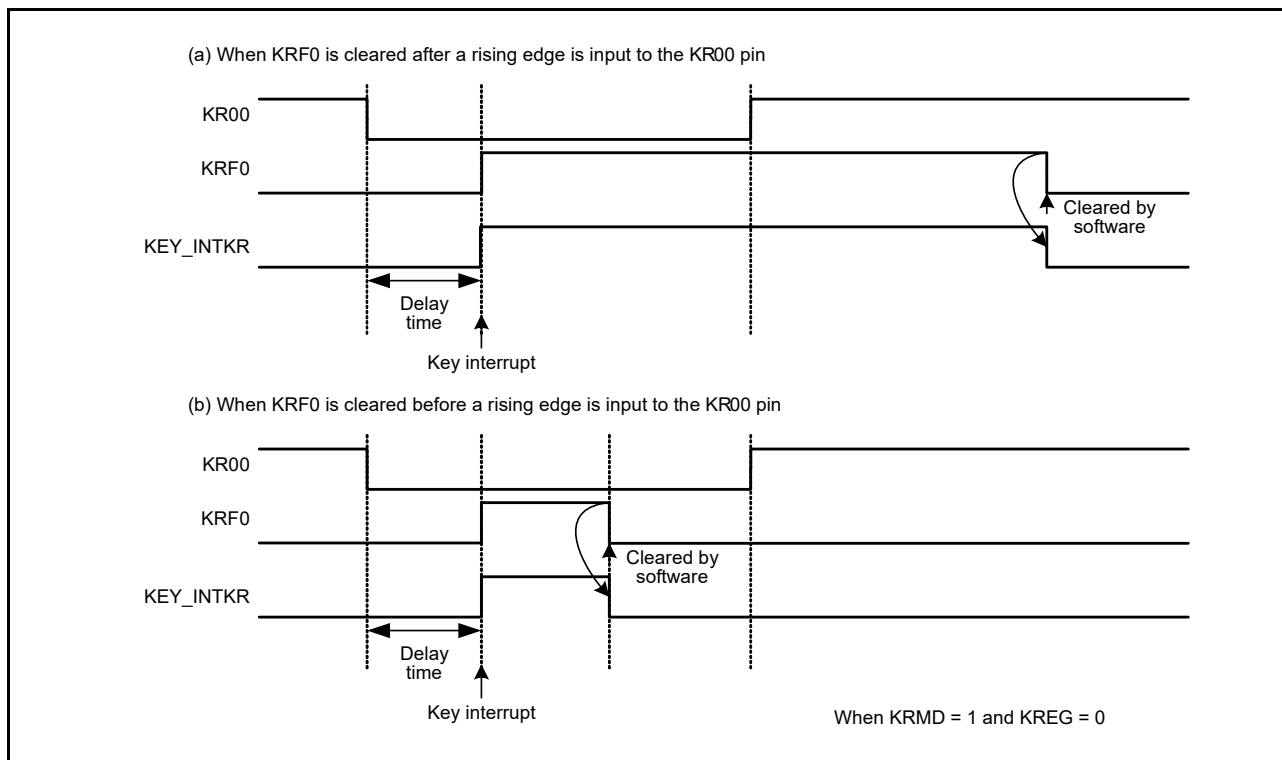 (a) When KRF0 is cleared after a rising edge is input to the KR00 pin
KR00
KRF0
Cleared by
software
KEY_INTKR
Delay
time
Key interrupt
(b) When KRF0 is cleared before a rising edge is input to the KR00 pin
KR00
KRF0
Cleared by
software
KEY_INTKR
Delay
time
Key interrupt
When KRMD = 1 and KREG = 0